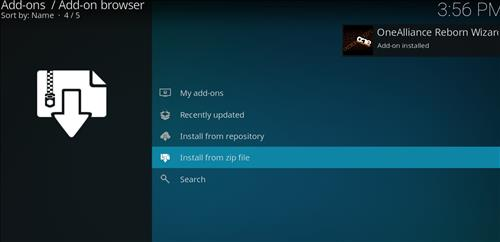 Add-ons / Add-on browser
Sort by: Name · 4 / 5
3:56 PM
OneAlliance Reborn Wizar
Add-on installed
My add-ons
Recently updated
Install from repository
Install from zip file
Search